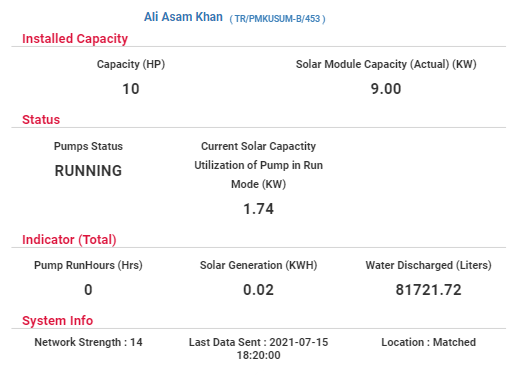 Ali Asam Khan ( TR/PMKUSUM-B/453 )
Installed Capacity
Capacity (HP) Solar Module Capacity (Actual) (KW)
10 9.00
Status
Pumps Status Current Solar Capactity
Utilization of Pump in Run
RUNNING
Mode (KW)
1.74
Indicator (Total)
Pump RunHours (Hrs) Solar Generation (KWH) Water Discharged (Liters)
0 0.02 81721.72
System Info
Network Strength : 14 Last Data Sent : 2021-07-15 Location : Matched
18:20:00